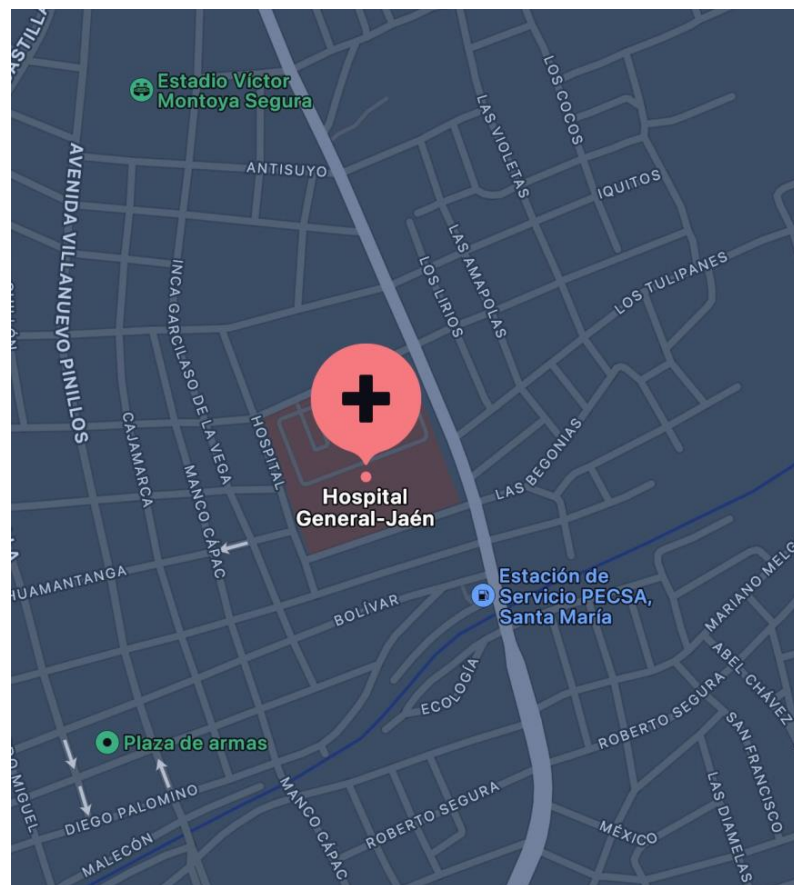 ASTILLA
Estadio Víctor
Montoya Segura
LOS COCOS
LAS VIOLETAS
AVENIDA VILLANUEVO PINILLOS
ANTISUYO
IQUITOS
LAS AMAPOLAS
LOS LIRIOS
LOS TULIPANES
INCA GARCILASO DE LA VEGA
CAJAMARCA
HOSPITAL
MANCO CÁPAC
LAS BEGONIAS
Hospital
General-Jaén
HUAMANTANGA
BOLÍVAR
Estación de
Servicio PECSA,
Santa María
MARIANO MELG
ABEL CHÁVEZ
ECOLOGÍA
ROBERTO SEGURA
SAN FRANCISCO
Plaza de armas
DIEGO PALOMINO
MANCO CÁPAC
ROBERTO SEGURA
MÉXICO
LAS DIAMELAS
MALECÓN
O MIGUEL